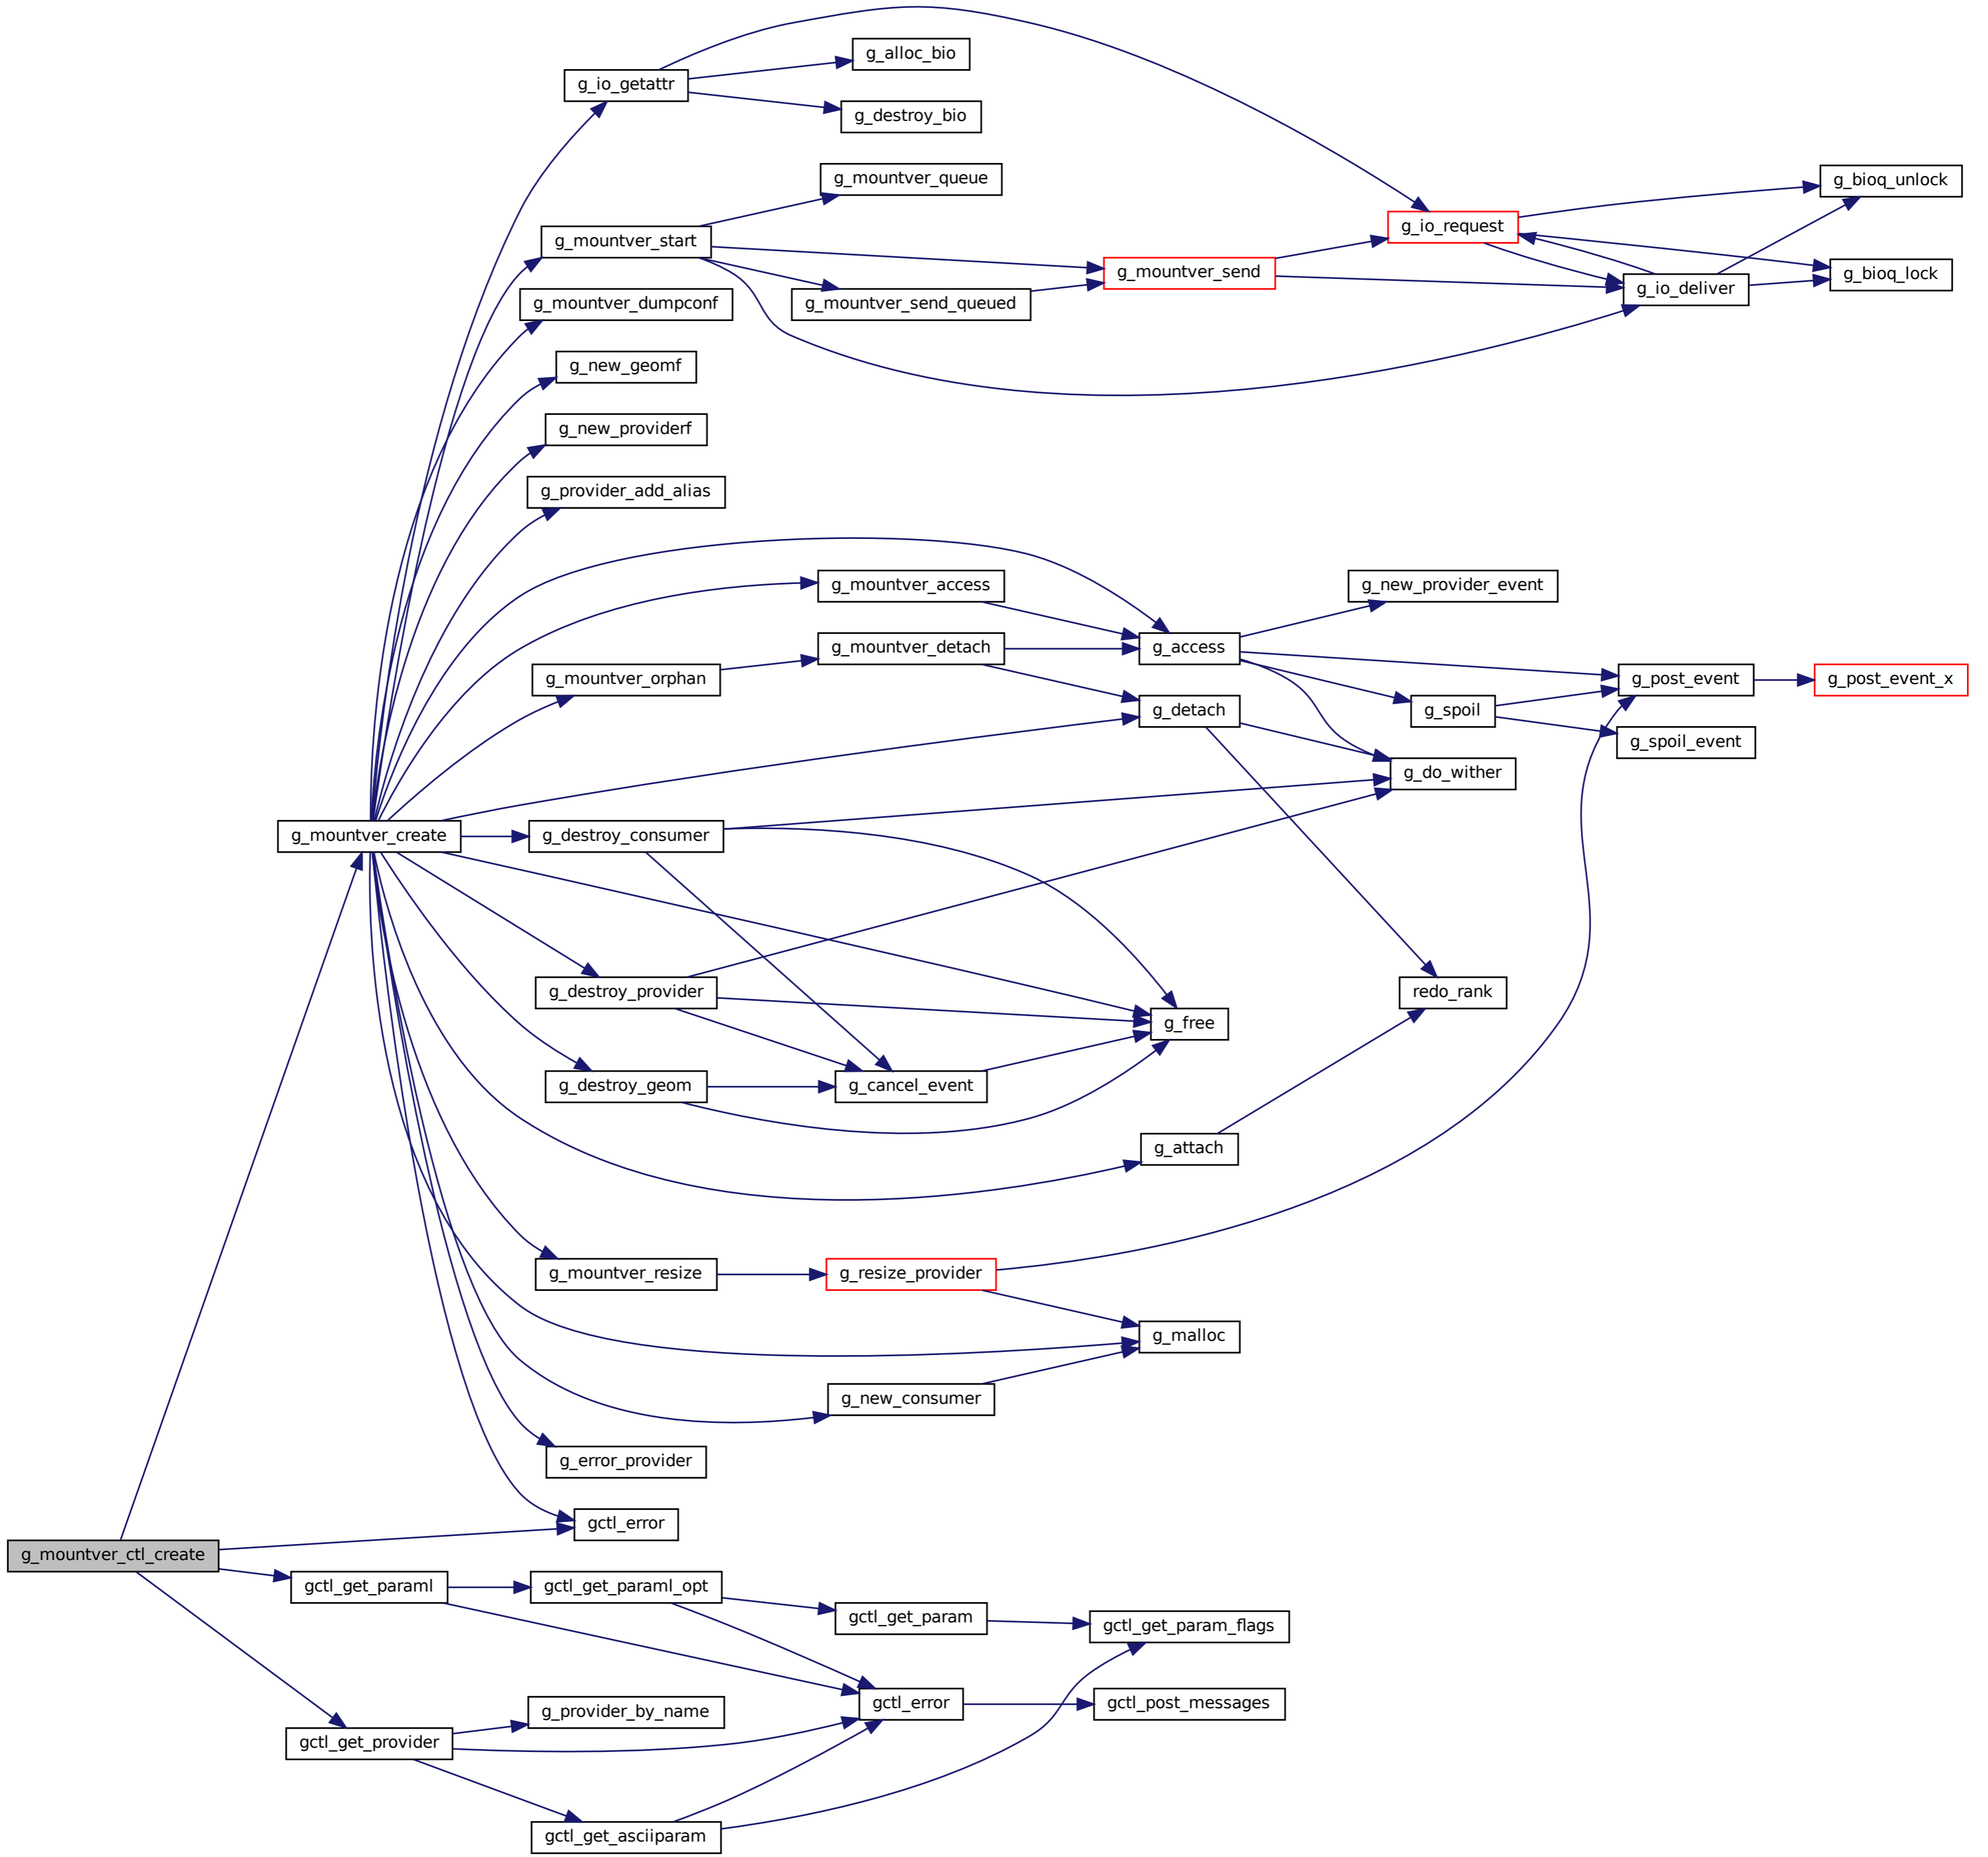 g_io_getattr
g_alloc_bio
g_destroy_bio
g_mountver_queue
g_mountver_start
g_mountver_send
g_mountver_send_queued
g_io_request
g_io_deliver
g_bioq_unlock
g_bioq_lock
g_mountver_dumpconf
g_new_geomf
g_new_providerf
g_provider_add_alias
g_mountver_access
g_mountver_detach
g_mountver_orphan
g_access
g_detach
g_new_provider_event
g_post_event
g_post_event_x
g_spoil
g_spoil_event
g_do_wither
g_mountver_create
g_destroy_consumer
g_destroy_provider
g_destroy_geom
g_cancel_event
g_free
redo_rank
g_attach
g_mountver_resize
g_resize_provider
g_malloc
g_new_consumer
g_error_provider
gctl_error
g_mountver_ctl_create
gctl_get_paraml
gctl_get_paraml_opt
gctl_get_param
gctl_get_param_flags
gctl_get_provider
g_provider_by_name
gctl_error
gctl_post_messages
gctl_get_asciiparam